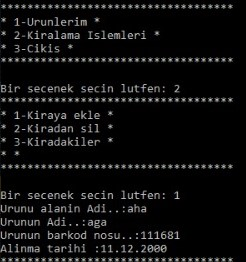 ************************************
* 1-Urunlerim *
* 2-Kiralama Islemleri *
* 3-Cikis *
************************************
Bir secenek secin lutfen: 2
************************************
* 1-Kiraya ekle *
* 2-Kiradan sil *
* 3-Kiradakiler *
* *
************************************
Bir secenek secin lutfen: 1
Urunu alanin Adi..:aha
Urunun Adi..:aga
Urunun barkod nosu..:111681
Alinma tarihi :11.12.2000
************************************